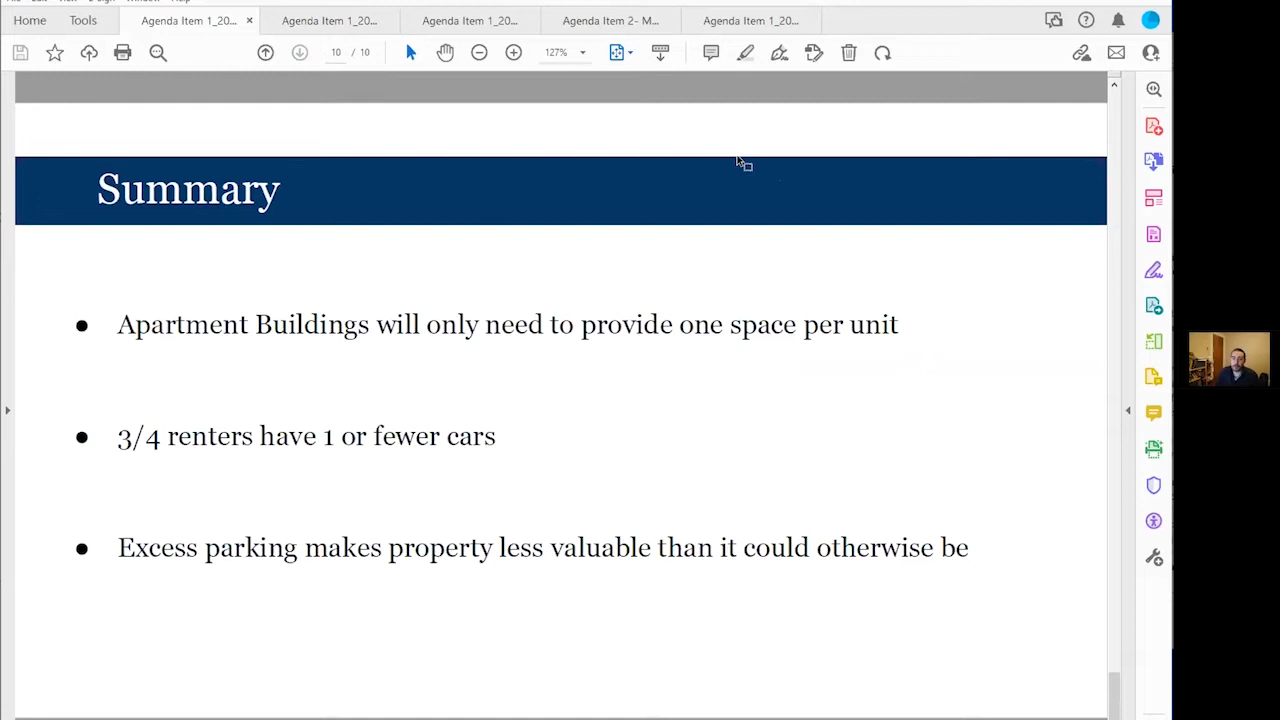 Home
Tools
Agenda Item 1_20...
Agenda Item 1_20...
Agenda Item 1_20...
Agenda Item 2- M...
Agenda Item 1_20...
10 / 10
127%
Summary
● Apartment Buildings will only need to provide one space per unit
● 3/4 renters have 1 or fewer cars
● Excess parking makes property less valuable than it could otherwise be